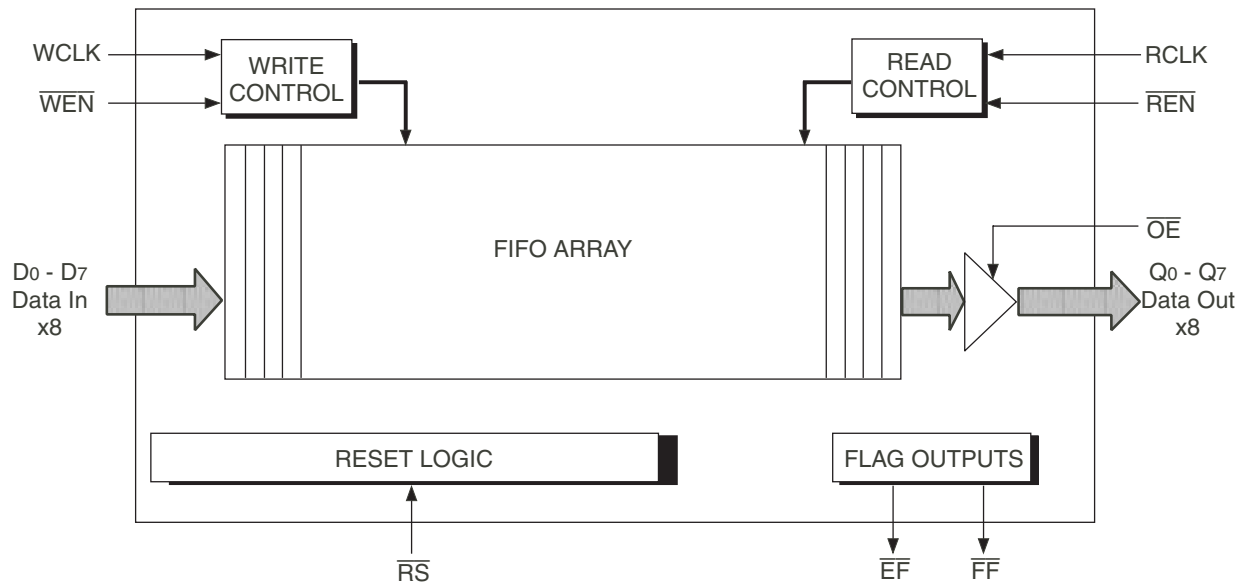 WCLK
WEN
WRITE
CONTROL
READ
CONTROL
RCLK
REN
FIFO ARRAY
OE
D0 - D7
Data In
x8
Q0 - Q7
Data Out
x8
RESET LOGIC
FLAG OUTPUTS
RS
EF
FF